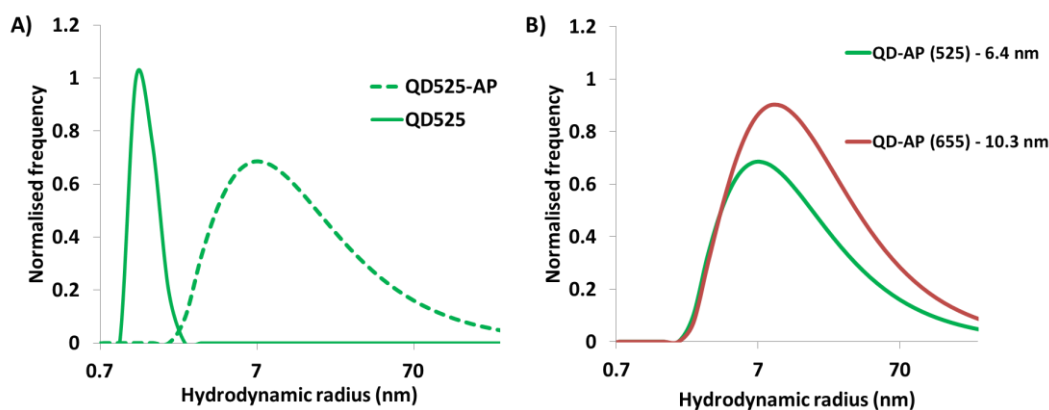 A)
1.2
1
0.8
0.6
0.4
0.2
0
Normalised frequency
QD525-AP
QD525
0.7
7
70
Hydrodynamic radius (nm)
B)
1.2
1
0.8
0.6
0.4
0.2
0
Normalised frequency
QD-AP (525) - 6.4 nm
QD-AP (655) - 10.3 nm
0.7
7
70
Hydrodynamic radius (nm)